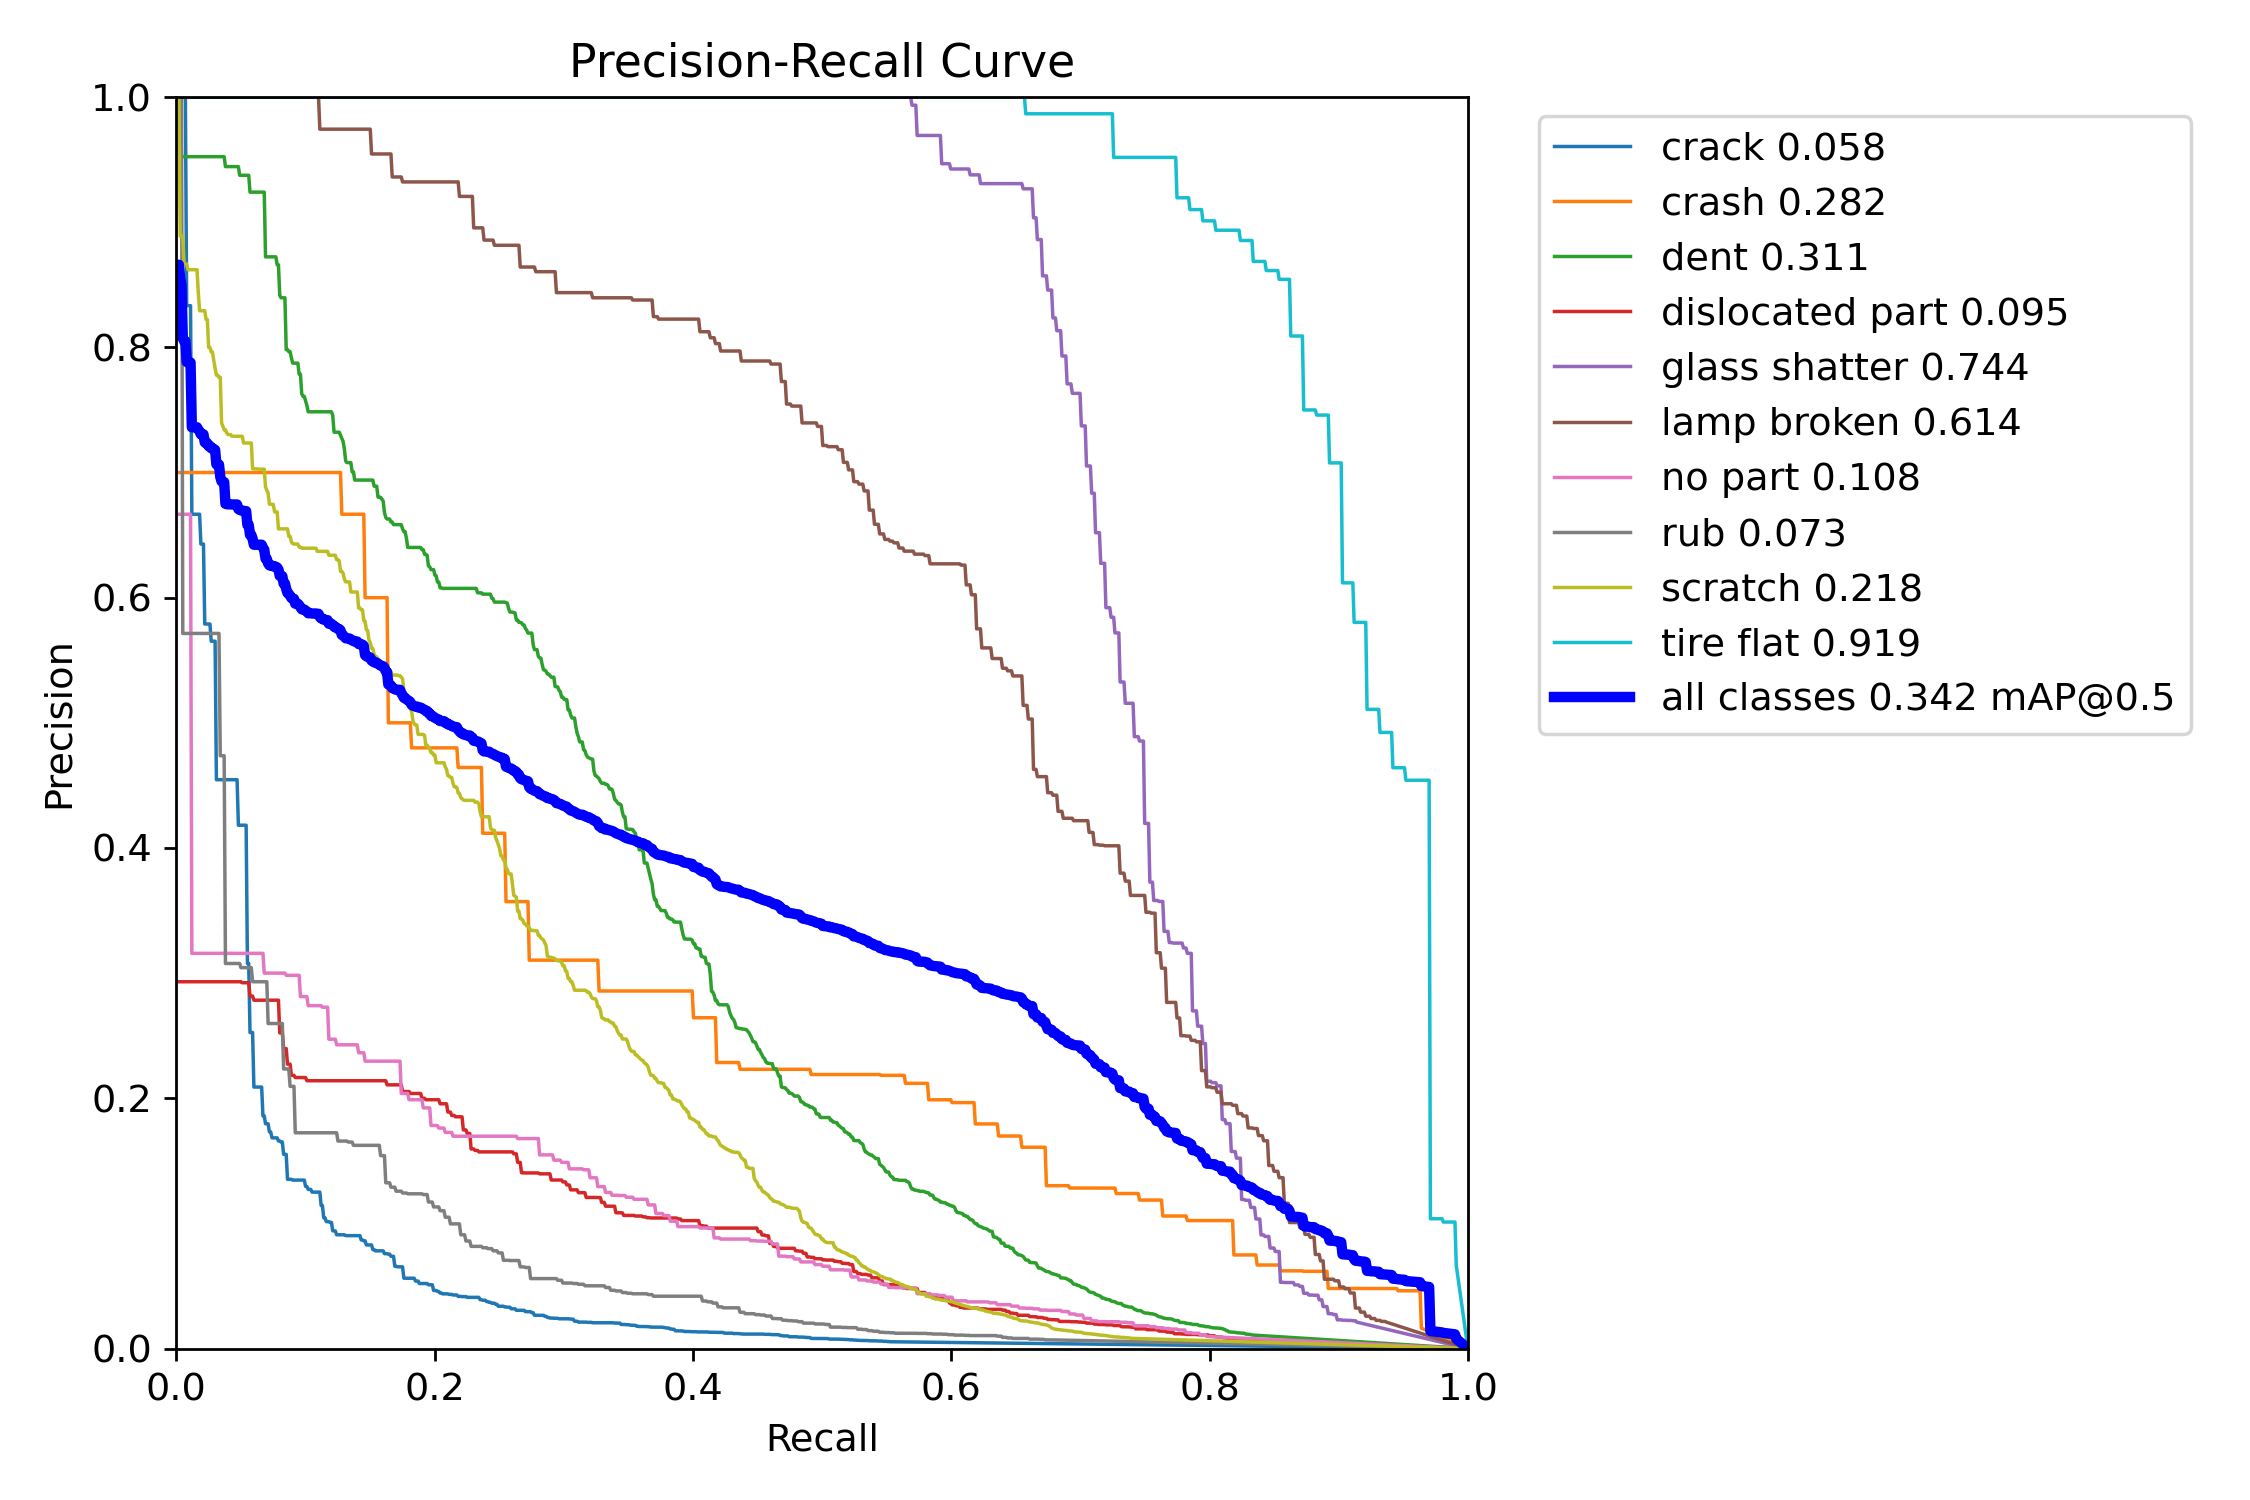 Precision-Recall Curve
1.0
0.8
0.6
0.4
0.2
0.0
Precision
0.0 0.2 0.4 0.6 0.8 1.0
Recall
crack 0.058
crash 0.282
dent 0.311
dislocated part 0.095
glass shatter 0.744
lamp broken 0.614
no part 0.108
rub 0.073
scratch 0.218
tire flat 0.919
all classes 0.342 mAP@0.5